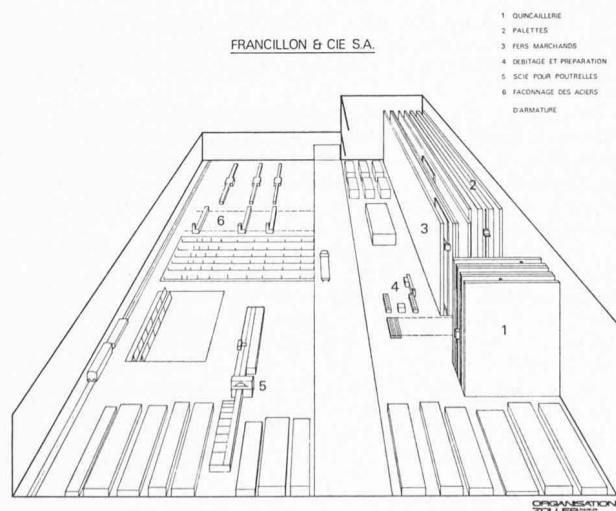 FRANCILLON & CIE S.A.
1 QUINCAILLERIE
2 PALETTES
3 FERS MARCHANDS
4 DEBITAGE ET PREPARATION
5 SCIE POUR POUTRELLES
6 FACONNAGE DES ACIERS
D'ARMATURE
2
6
3
4
1
5
ORGANISATION